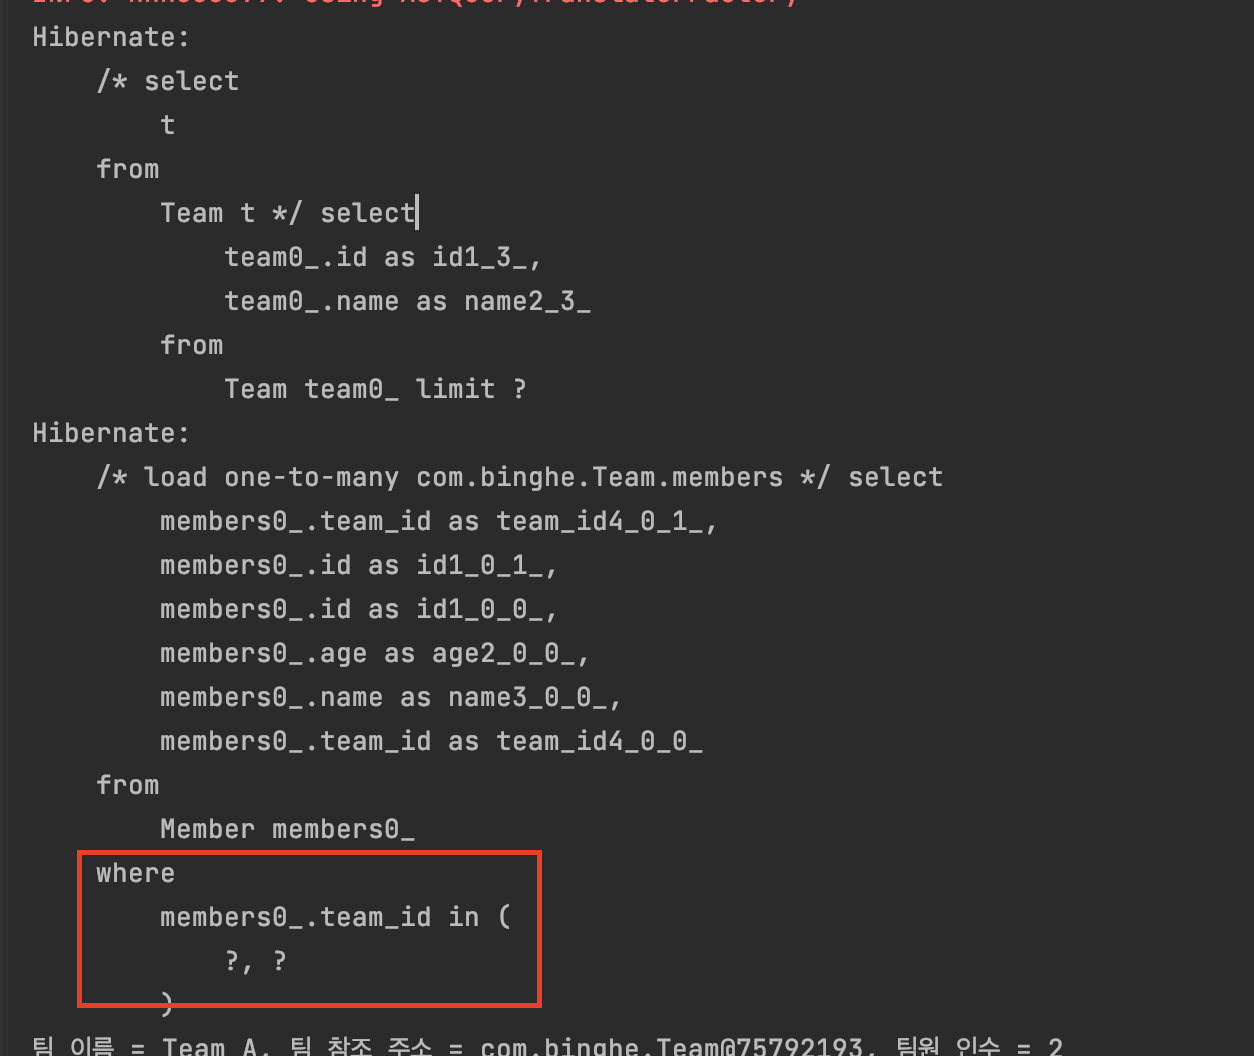 Hibernate:
/* select
t
from
Team t */ select
team0_.id as id1_3_,
team0_.name as name2_3_
from
Team team0_ limit ?
Hibernate:
/* load one-to-many com.binghe.Team.members */ select
members0_.team_id as team_id4_0_1_,
members0_.id as id1_0_1_,
members0_.id as id1_0_0_,
members0_.age as age2_0_0_,
members0_.name as name3_0_0_,
members0_.team_id as team_id4_0_0_
from
Member members0_
where
members0_.team_id in (
?, ?
)
팀 이름 = Team A, 팀 참조 주소 = com.binghe.Team@75792193, 팀원 인수 = 2